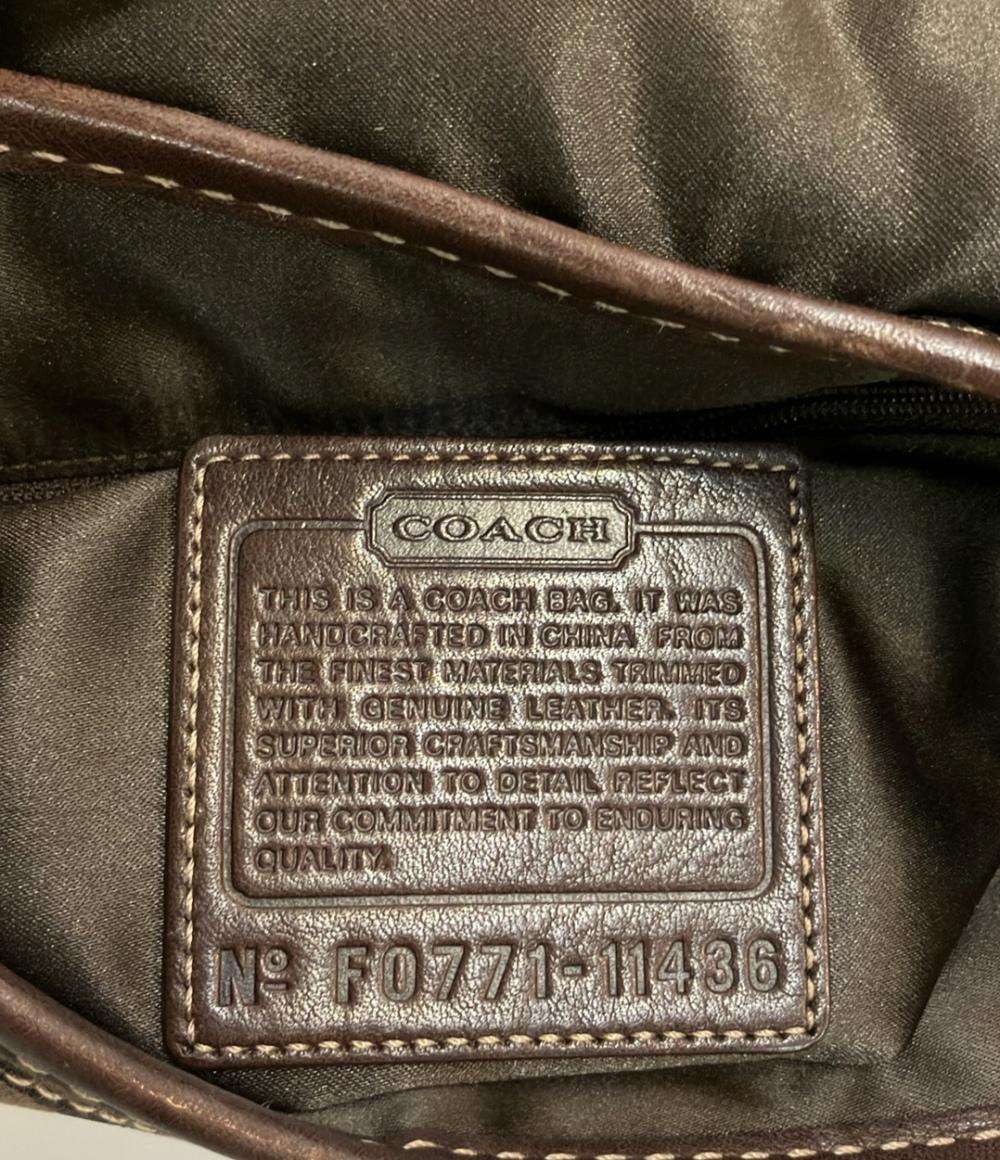 COACH
THIS IS A COACH BAG. IT WAS
HANDCRAFTED IN CHINA FROM
THE FINEST MATERIALS TRIMMED
WITH GENUINE LEATHER. ITS
SUPERIOR CRAFTSMANSHIP AND
ATTENTION TO DETAIL REFLECT
OUR COMMITMENT TO ENDURING
QUALITY.
Nº F0771-11436